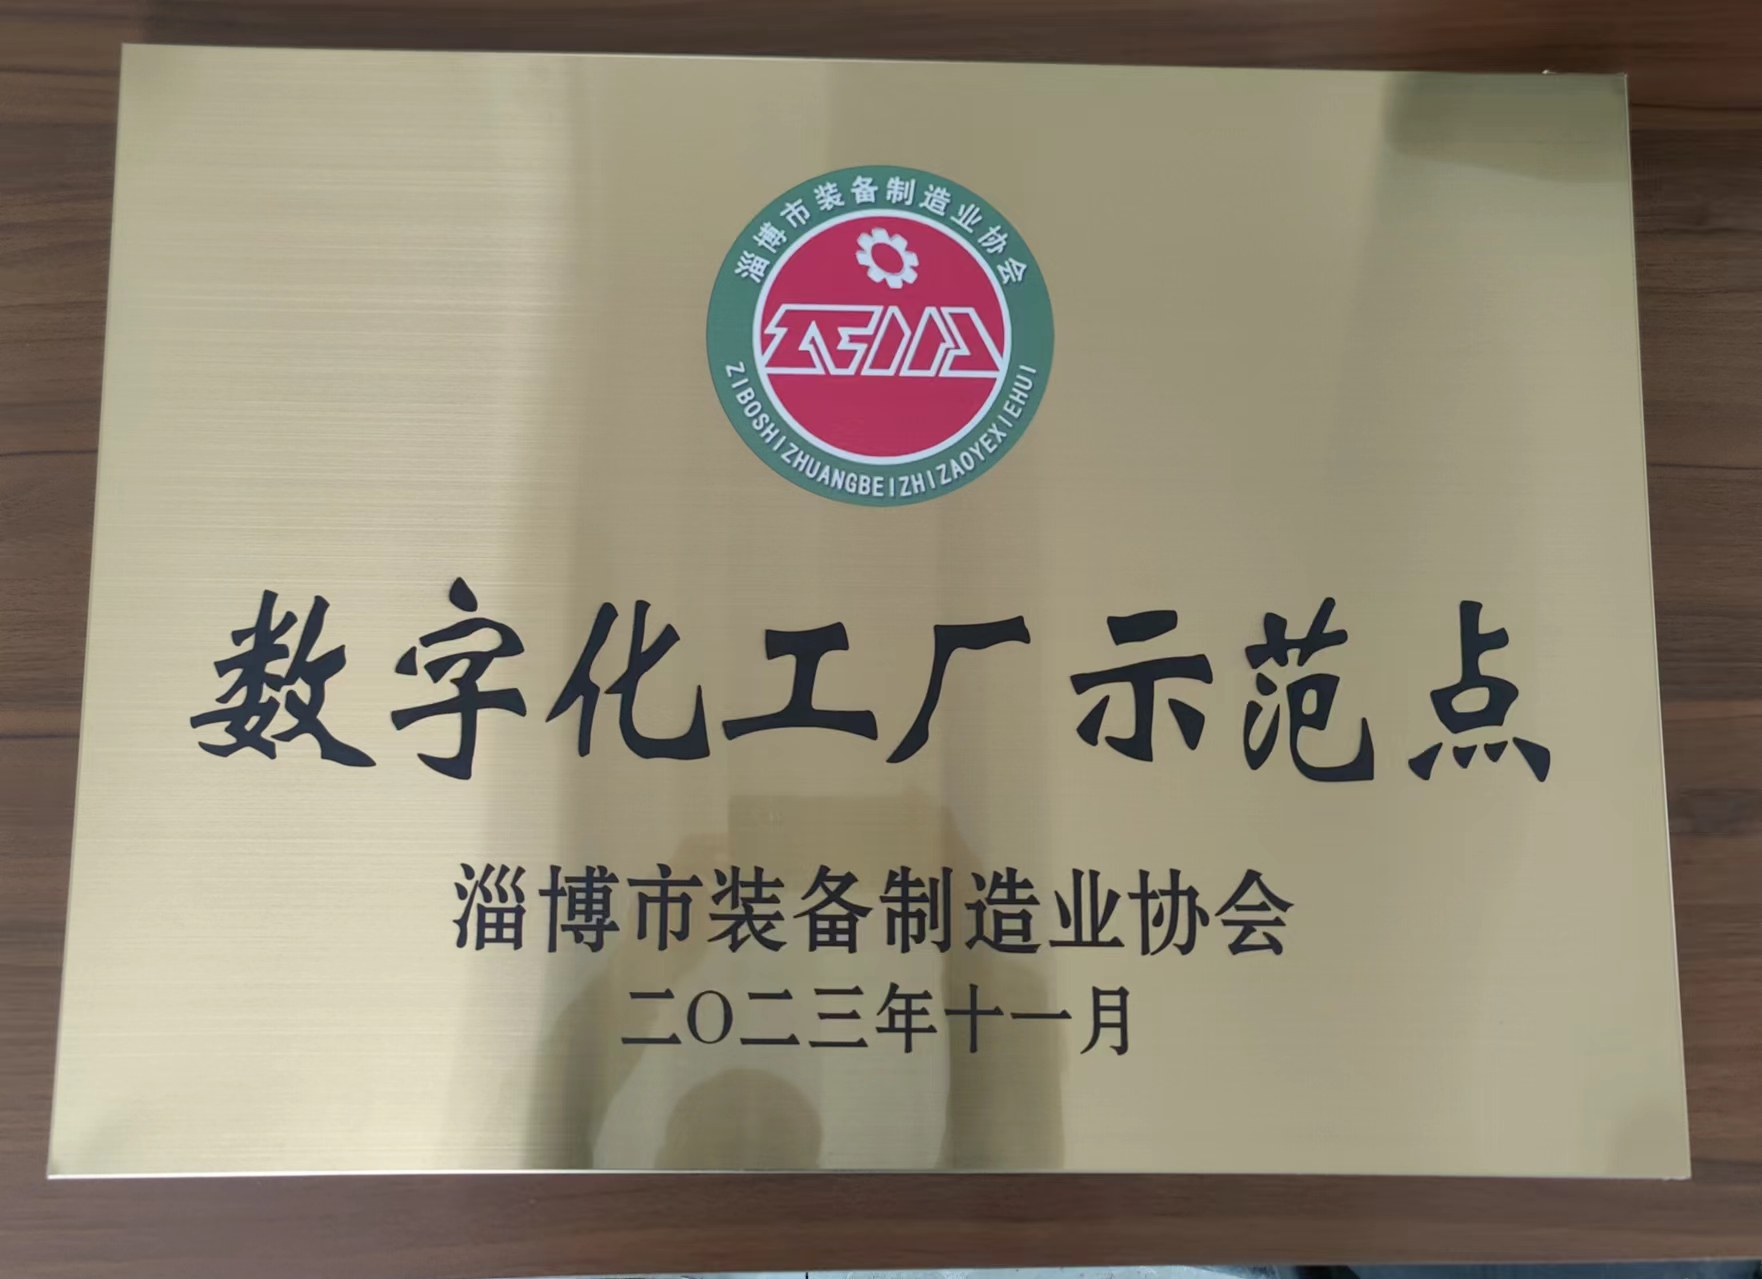 淄博市装备制造业协会
ZIBOSHIZHUANGBEIZHIZAOYEXIEHUI
数字化工厂示范点
淄博市装备制造业协会
二〇二三年十一月